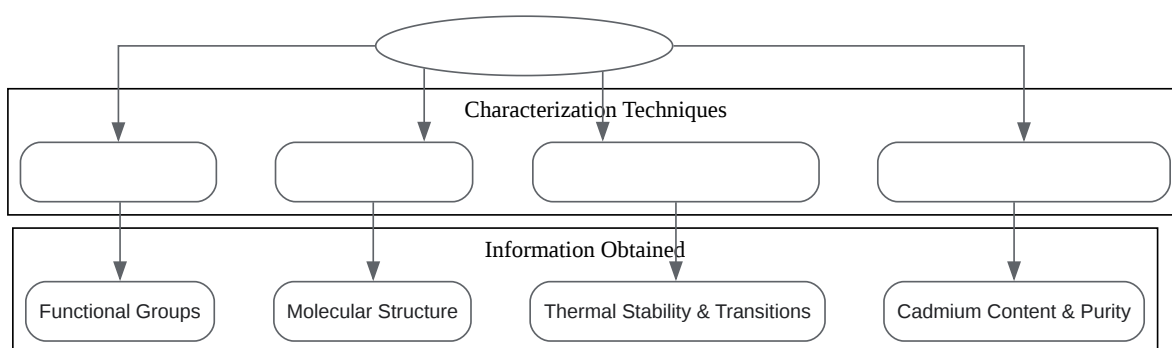 Characterization Techniques
Information Obtained
Functional Groups
Molecular Structure
Thermal Stability & Transitions
Cadmium Content & Purity